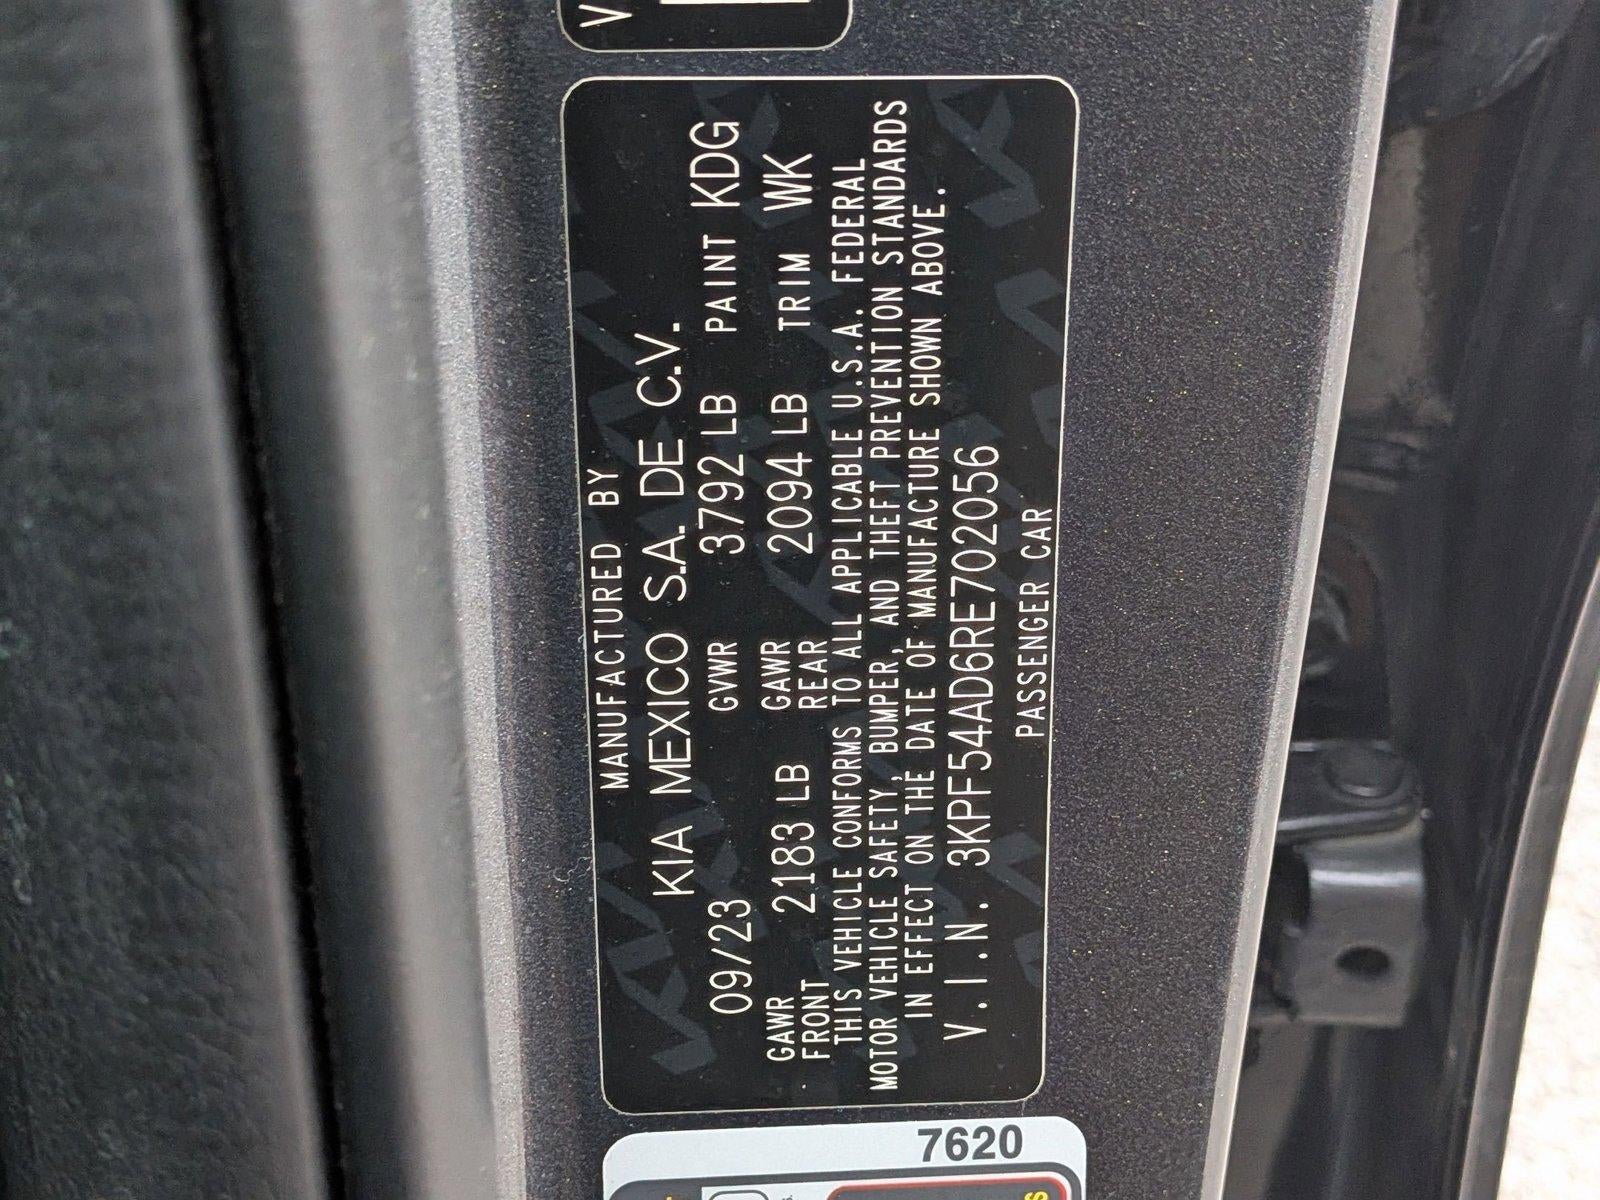 V
MANUFACTURED BY
KIA MEXICO S.A. DE C.V.
09/23 GVWR 3792 LB PAINT KDG
GAWR FRONT 2183 LB GAWR REAR 2094 LB TRIM WK
THIS VEHICLE CONFORMS TO ALL APPLICABLE U.S.A. FEDERAL
MOTOR VEHICLE SAFETY, BUMPER, AND THEFT PREVENTION STANDARDS
IN EFFECT ON THE DATE OF MANUFACTURE SHOWN ABOVE.
V.I.N. 3KPF54AD6RE702056
PASSENGER CAR
7620